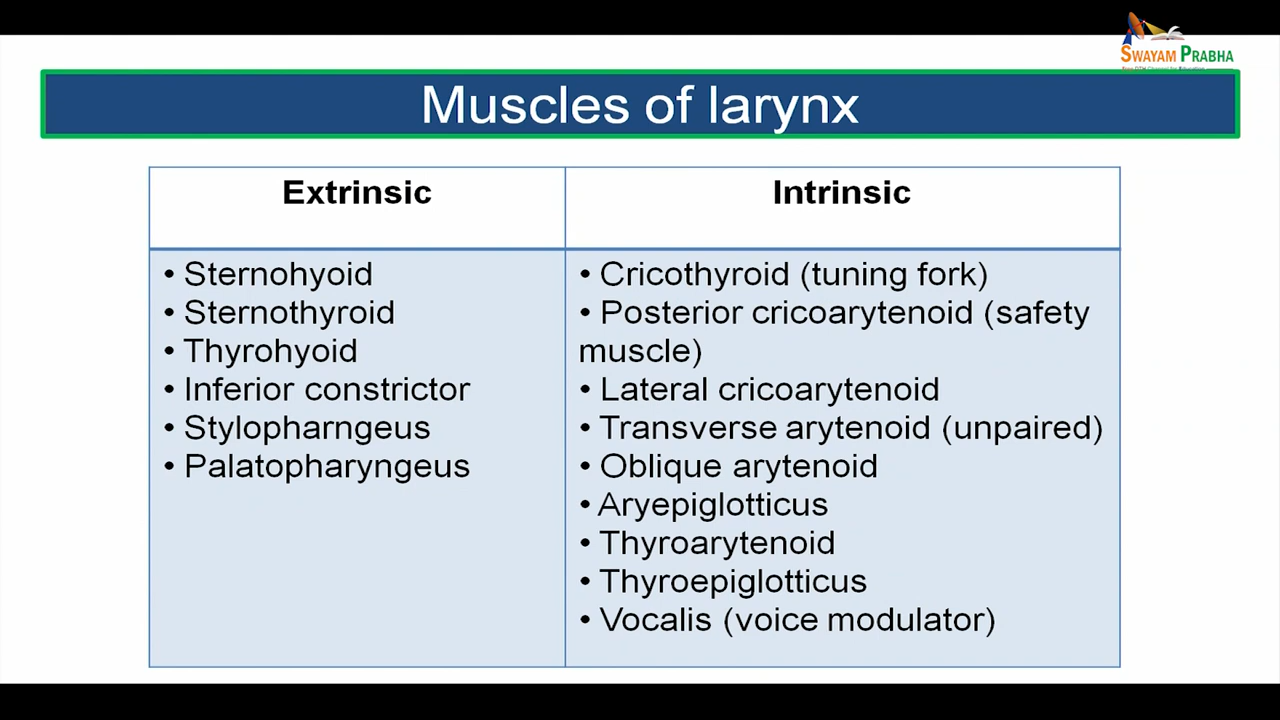 SWAYAM PRABHA
Muscles of larynx
Extrinsic
Intrinsic
• Sternohyoid
• Sternothyroid
• Thyrohyoid
• Inferior constrictor
• Stylopharngeus
• Palatopharyngeus
• Cricothyroid (tuning fork)
• Posterior cricoarytenoid (safety
muscle)
• Lateral cricoarytenoid
• Transverse arytenoid (unpaired)
• Oblique arytenoid
• Aryepiglotticus
• Thyroarytenoid
• Thyroepiglotticus
• Vocalis (voice modulator)